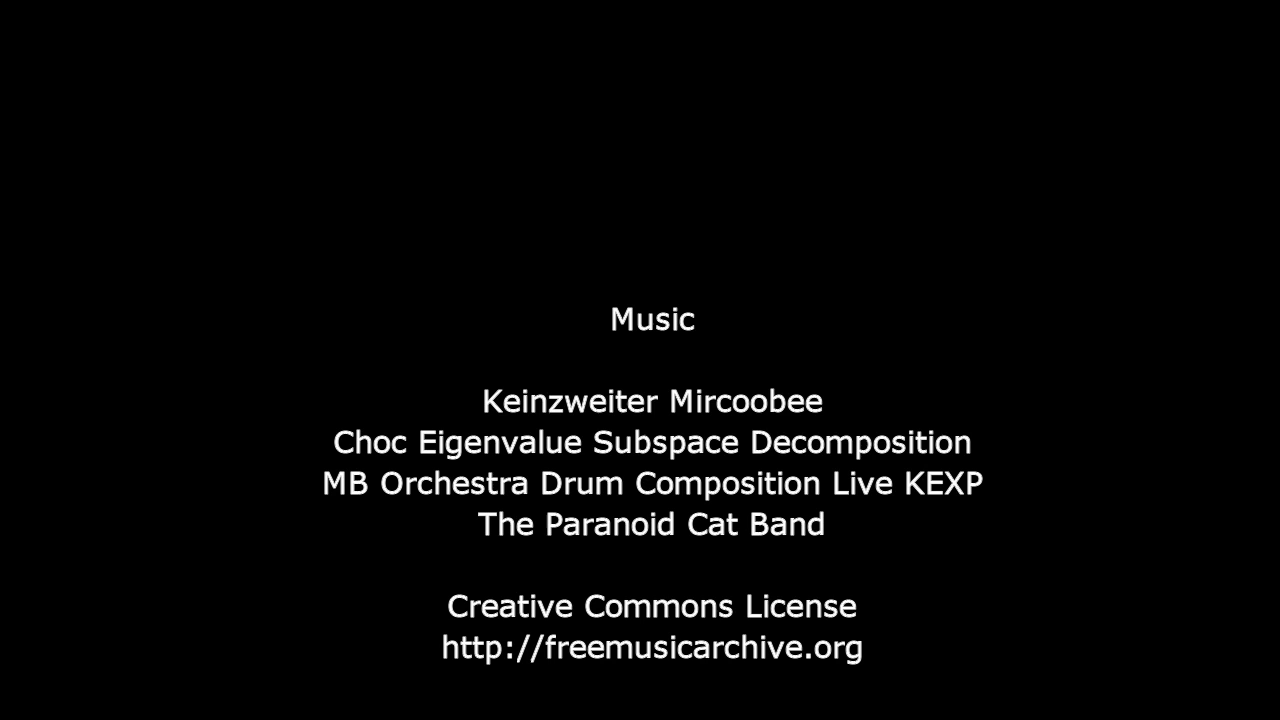 Music
Keinzweiter Mircoobee
Choc Eigenvalue Subspace Decomposition
MB Orchestra Drum Composition Live KEXP
The Paranoid Cat Band
Creative Commons License
http://freemusicarchive.org